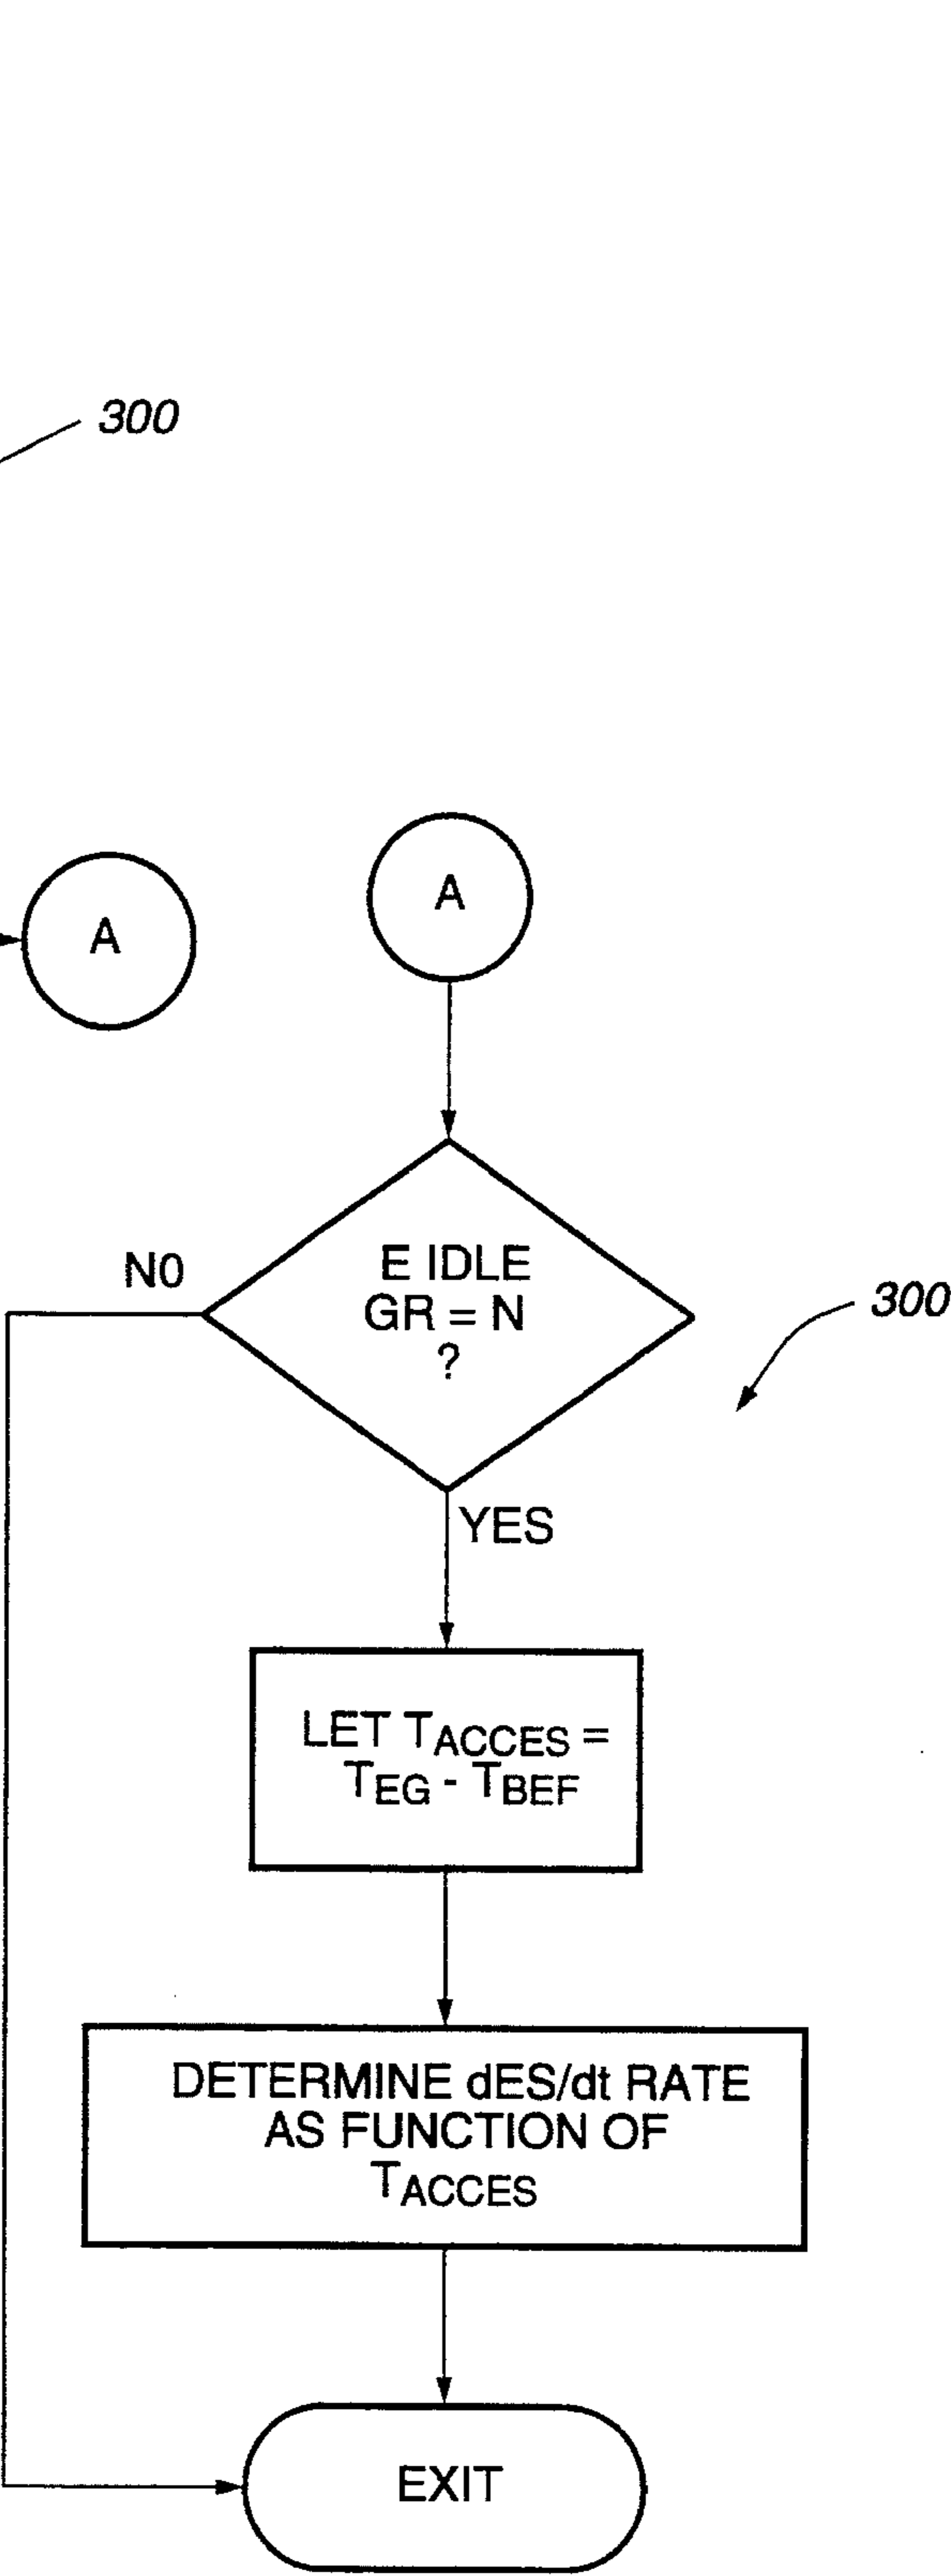 300
A
A
E IDLE
GR = N
?
N0
300
YES
LET TACCES =
TEG - TBEF
DETERMINE dES/dt RATE
AS FUNCTION OF
TACCES
EXIT